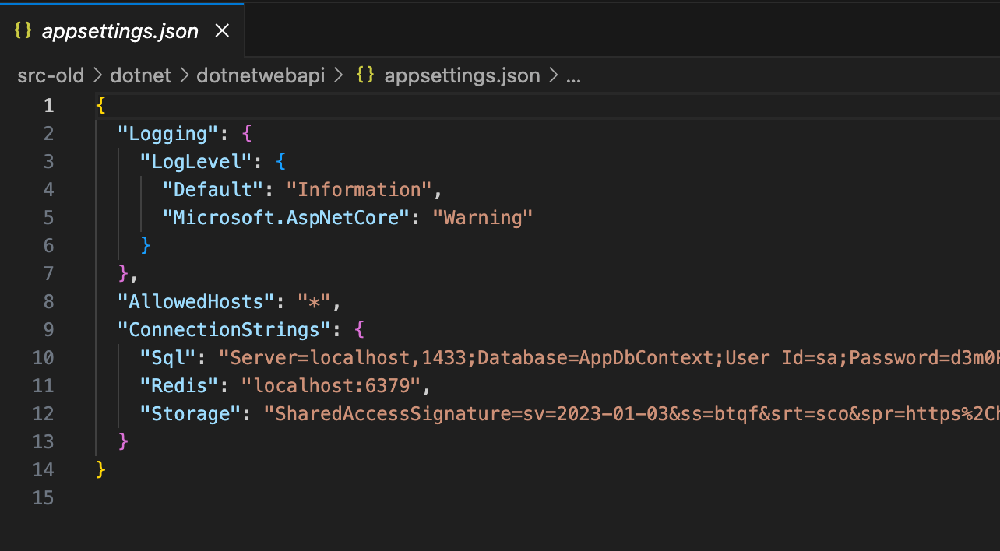 {} appsettings.json ×
src-old > dotnet > dotnetwebapi > {} appsettings.json > ...
1 {
2 "Logging": {
3 "LogLevel": {
4 "Default": "Information",
5 "Microsoft.AspNetCore": "Warning"
6 }
7 },
8 "AllowedHosts": "*",
9 "ConnectionStrings": {
10 "Sql": "Server=localhost,1433;Database=AppDbContext;User Id=sa;Password=d3m0
11 "Redis": "localhost:6379",
12 "Storage": "SharedAccessSignature=sv=2023-01-03&ss=btqf&srt=sco&spr=https%2C
13 }
14 }
15